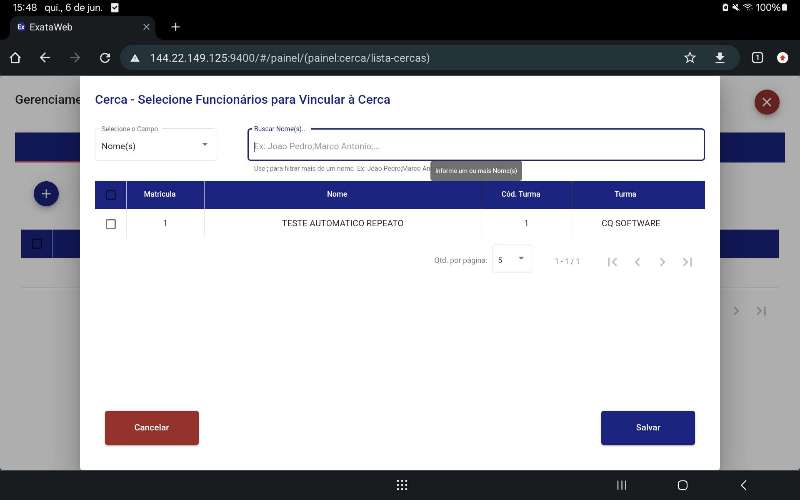 15:48 qui., 6 de jun.
100%
Ex ExataWeb
144.22.149.125:9400/#/painel/(painel:cerca/lista-cercas)
1
Gerenciame
Cerca - Selecione Funcionários para Vincular à Cerca
Selecione o Campo
Nome(s)
Buscar Nome(s)..
Ex: Joao Pedro;Marco Antonio;...
Use ; para filtrar mais de um nome. Ex: Joao Pedro;Marco An
Informe um ou mais Nome(s)
Matrícula Nome Cód. Turma Turma
1 TESTE AUTOMATICO REPEATO 1 CQ SOFTWARE
Qtd. por página: 5 1 - 1 / 1
Cancelar Salvar